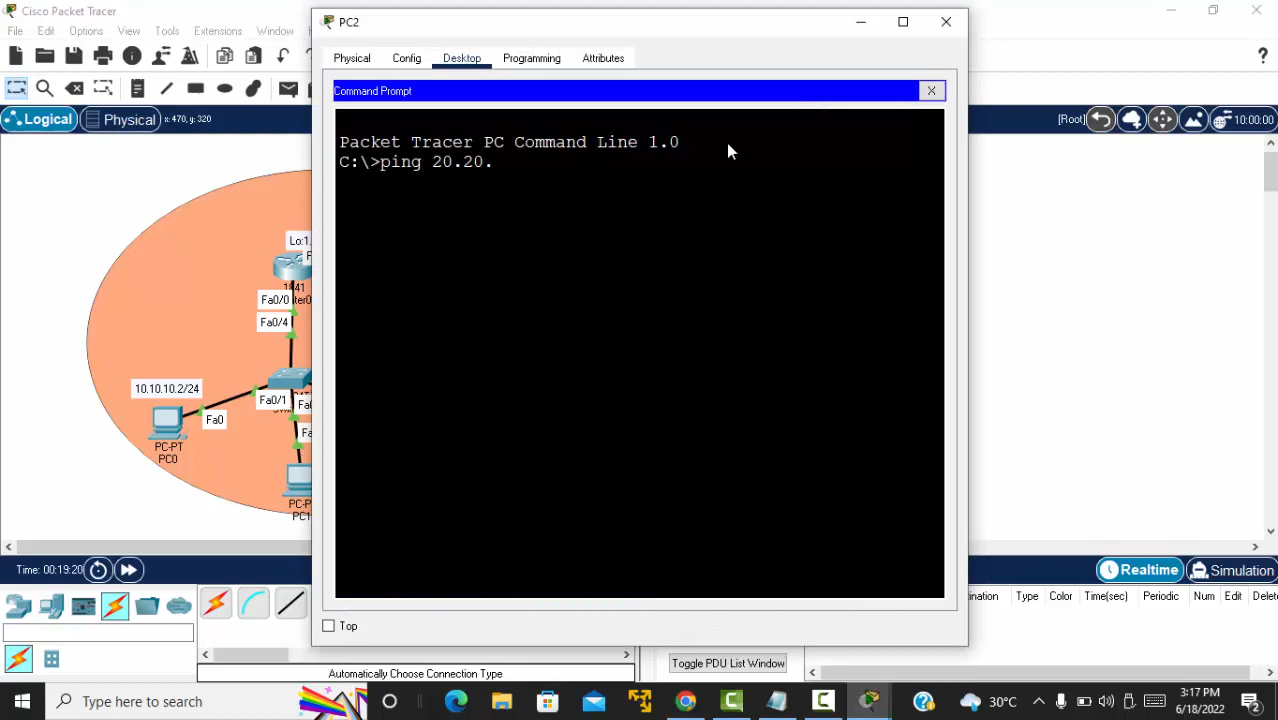 Cisco Packet Tracer
File Edit Options View Tools Extensions Window
PC2
Physical Config Desktop Programming Attributes
Command Prompt
X
Logical
Physical
x: 470, y: 320
[Root]
10:00:00
Packet Tracer PC Command Line 1.0
C:\>ping 20.20.
Lo:1.
Fa0/0
Fa0/4
10.10.10.2/24
Fa0/1
Fa0
PC-PT
PC0
PC1
Time: 00:19:20
Realtime
Simulation
Type Color Time(sec) Periodic Num Edit
Top
Toggle PDU List Window
Automatically Choose Connection Type
Type here to search
30°C
3:17 PM
6/18/2022
2